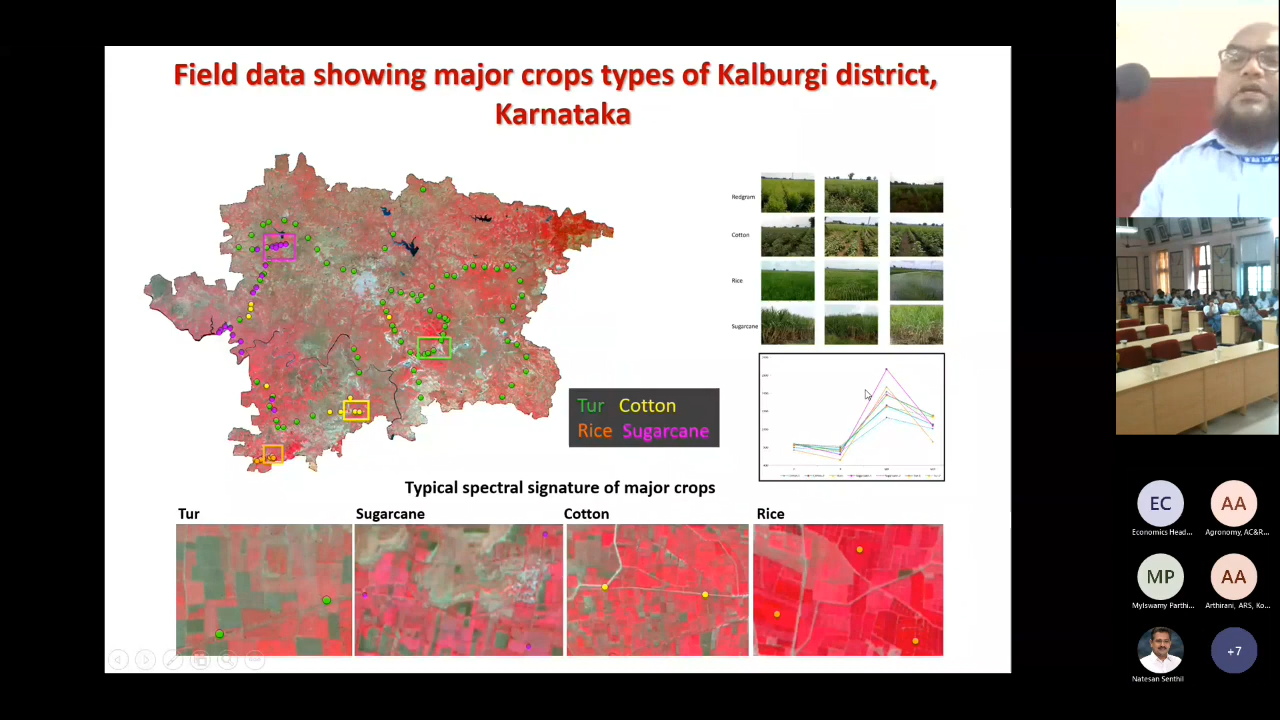 Field data showing major crops types of Kalburgi district,
Karnataka
Redgram
Cotton
Rice
Sugarcane
Tur Cotton
Rice Sugarcane
Typical spectral signature of major crops
Tur Sugarcane Cotton Rice
EC AA
Economics Head... Agronomy, AC&R...
MP AA
Mylswamy Parthi... Arthirani, ARS, Ko...
+7
Natesan Senthil